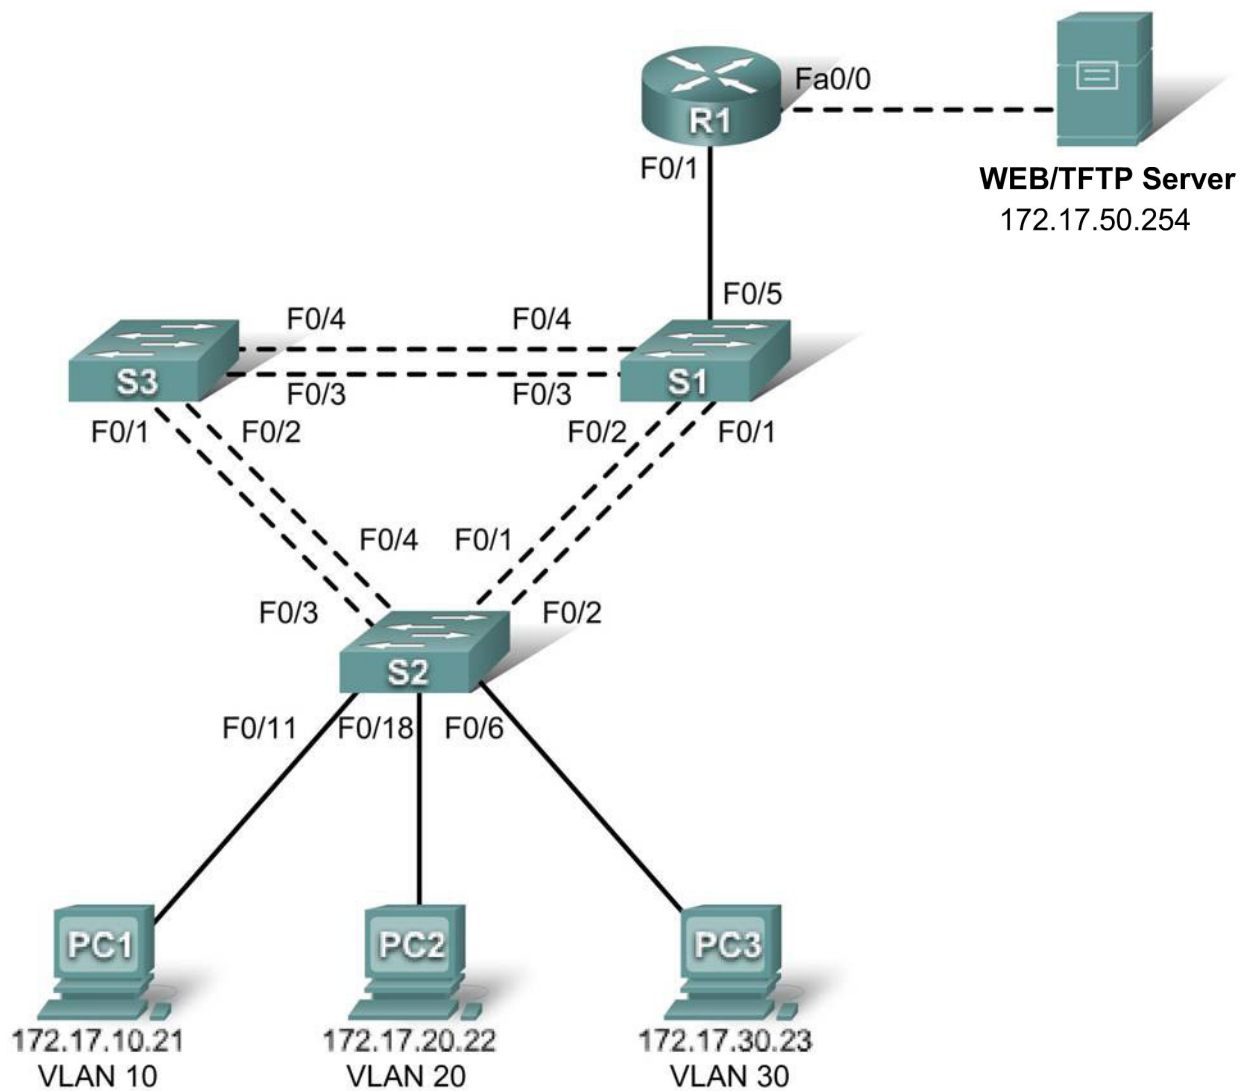 Fa0/0
R1
F0/1
WEB/TFTP Server
172.17.50.254
F0/5
F0/4
F0/4
S3
S1
F0/3
F0/3
F0/1
F0/2
F0/2
F0/1
F0/4
F0/1
F0/3
F0/2
S2
F0/11
F0/18
F0/6
PC1
PC2
PC3
172.17.10.21
172.17.20.22
172.17.30.23
VLAN 10
VLAN 20
VLAN 30